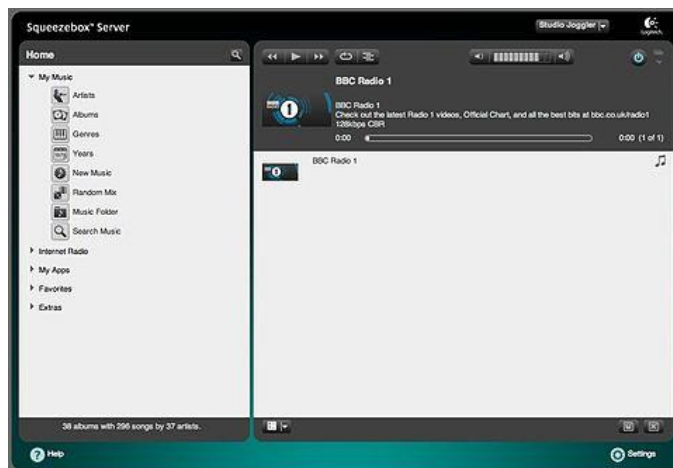 Squeezebox™ Server
Studio Joggler
Logitech
Home
My Music
Artists
Albums
Genres
Years
New Music
Random Mix
Music Folder
Search Music
Internet Radio
My Apps
Favorites
Extras
38 albums with 296 songs by 37 artists.
BBC Radio 1
BBC Radio 1
Check out the latest Radio 1 videos, Official Chart, and all the best bits at bbc.co.uk/radio1
128kbps CBR
0:00
0:00 (1 of 1)
BBC Radio 1
Help
Settings